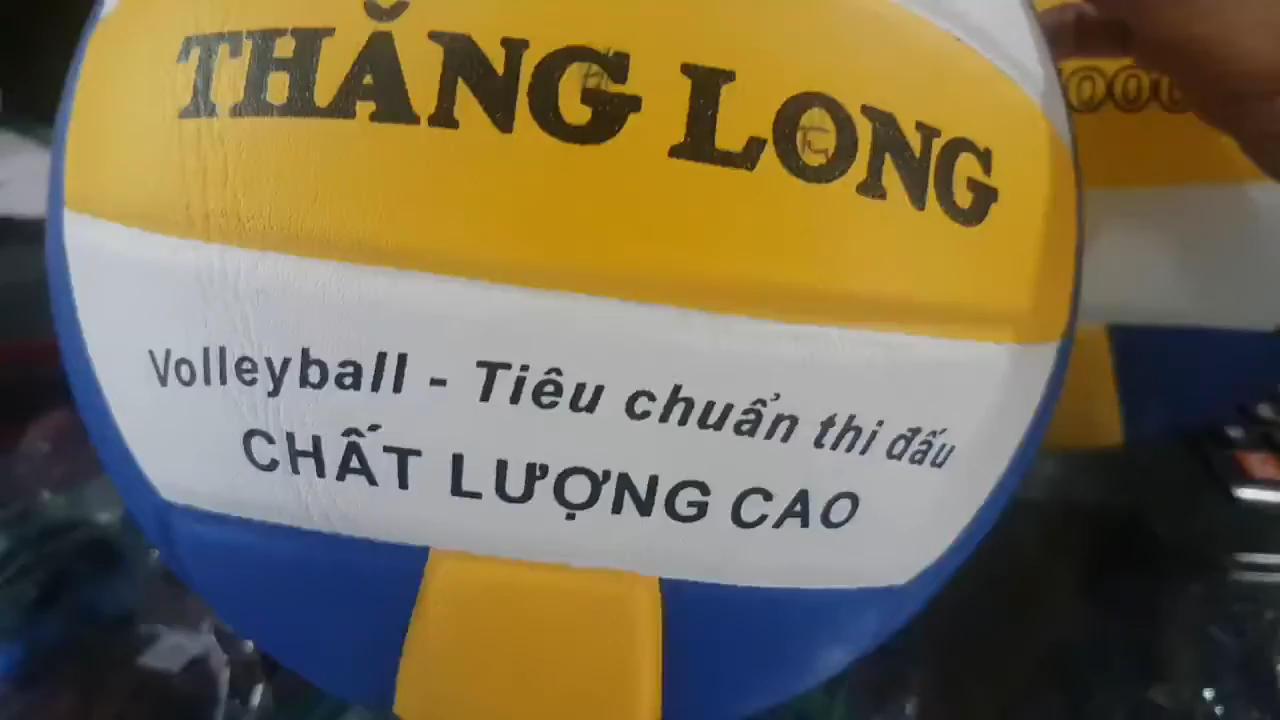 THĂNG LONG
Volleyball - Tiêu chuẩn thi đấu
CHẤT LƯỢNG CAO